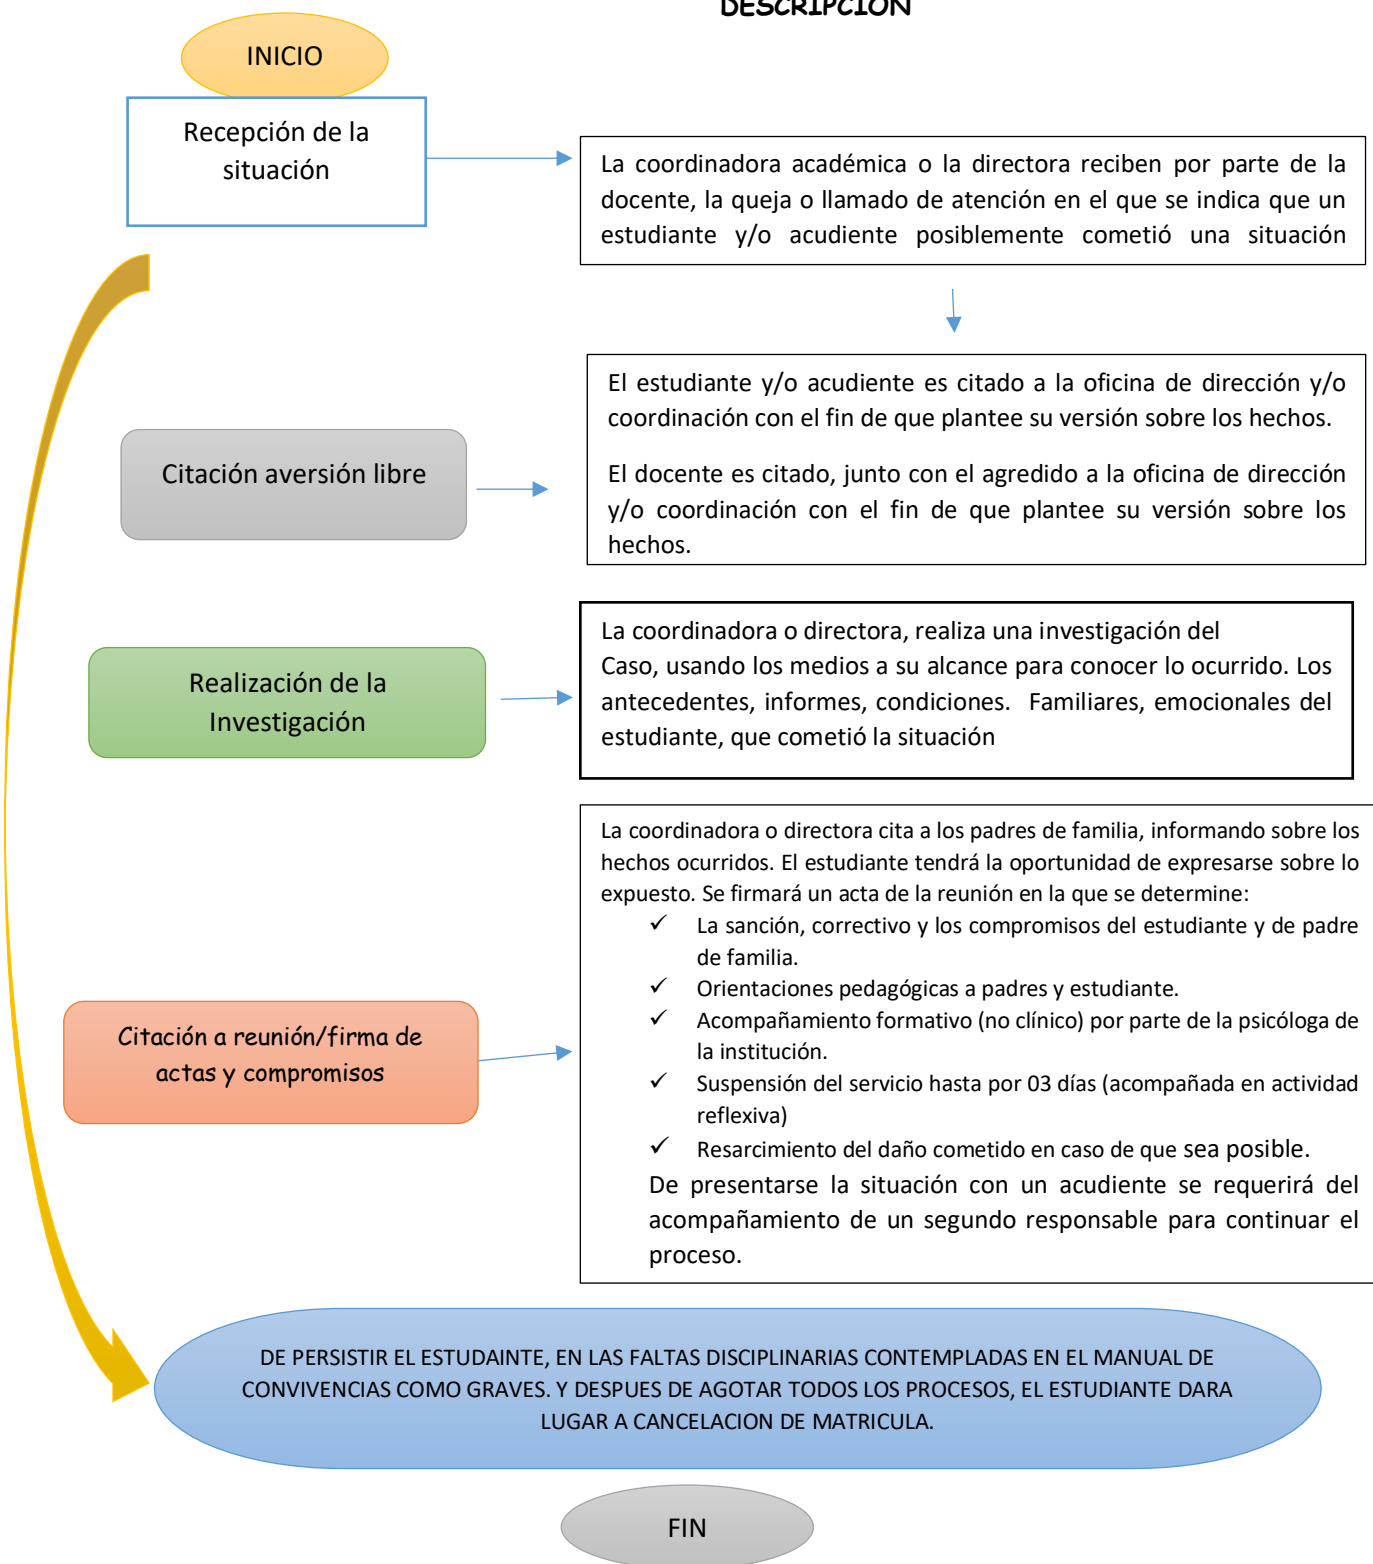 DESCRIPCIÓN
INICIO
Recepción de la
situación
La coordinadora académica o la directora reciben por parte de la
docente, la queja o llamado de atención en el que se indica que un
estudiante y/o acudiente posiblemente cometió una situación
El estudiante y/o acudiente es citado a la oficina de dirección y/o
coordinación con el fin de que plantee su versión sobre los hechos.
El docente es citado, junto con el agredido a la oficina de dirección
y/o coordinación con el fin de que plantee su versión sobre los
hechos.
Citación aversión libre
La coordinadora o directora, realiza una investigación del
Caso, usando los medios a su alcance para conocer lo ocurrido. Los
antecedentes, informes, condiciones. Familiares, emocionales del
estudiante, que cometió la situación
Realización de la
Investigación
La coordinadora o directora cita a los padres de familia, informando sobre los
hechos ocurridos. El estudiante tendrá la oportunidad de expresarse sobre lo
expuesto. Se firmará un acta de la reunión en la que se determine:
✓ La sanción, correctivo y los compromisos del estudiante y de padre
de familia.
✓ Orientaciones pedagógicas a padres y estudiante.
✓ Acompañamiento formativo (no clínico) por parte de la psicóloga de
la institución.
✓ Suspensión del servicio hasta por 03 días (acompañada en actividad
reflexiva)
✓ Resarcimiento del daño cometido en caso de que sea posible.
De presentarse la situación con un acudiente se requerirá del
acompañamiento de un segundo responsable para continuar el
proceso.
Citación a reunión/firma de
actas y compromisos
DE PERSISTIR EL ESTUDAINTE, EN LAS FALTAS DISCIPLINARIAS CONTEMPLADAS EN EL MANUAL DE
CONVIVENCIAS COMO GRAVES. Y DESPUES DE AGOTAR TODOS LOS PROCESOS, EL ESTUDIANTE DARA
LUGAR A CANCELACION DE MATRICULA.
FIN